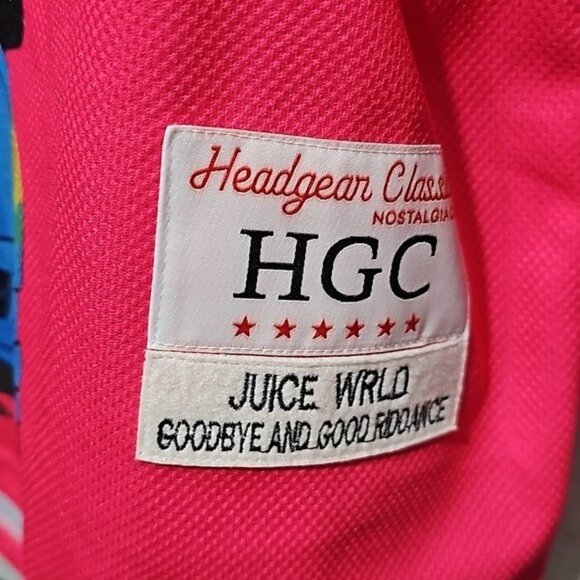 Headgear Class
NOSTALGIA
HGC
JUICE WRLD
GOODBYE AND GOOD RIDDANCE